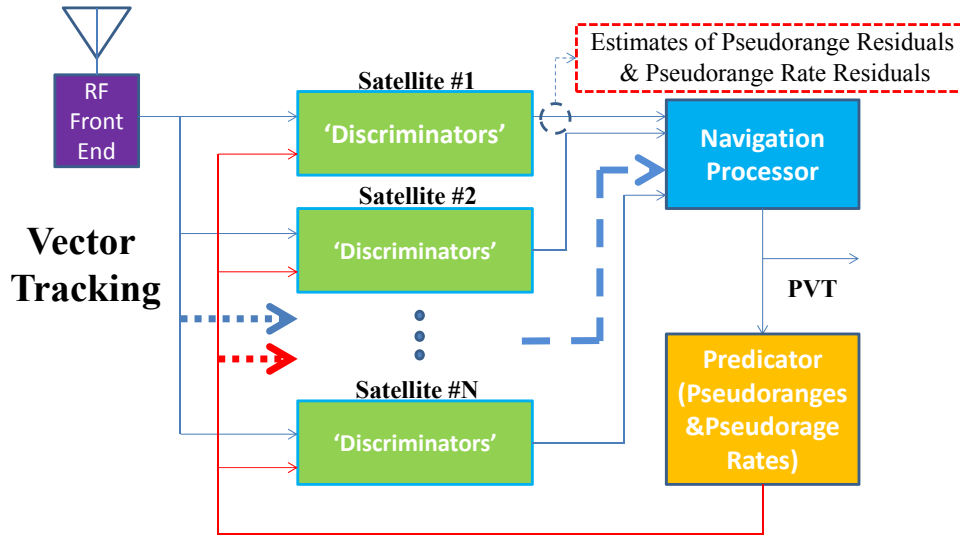 RF
Front
End
Vector
Tracking
Satellite #1
'Discriminators'
Satellite #2
'Discriminators'
Satellite #N
'Discriminators'
Estimates of Pseudorange Residuals
& Pseudorange Rate Residuals
Navigation
Processor
PVT
Predicator
(Pseudoranges
&Pseudorage
Rates)